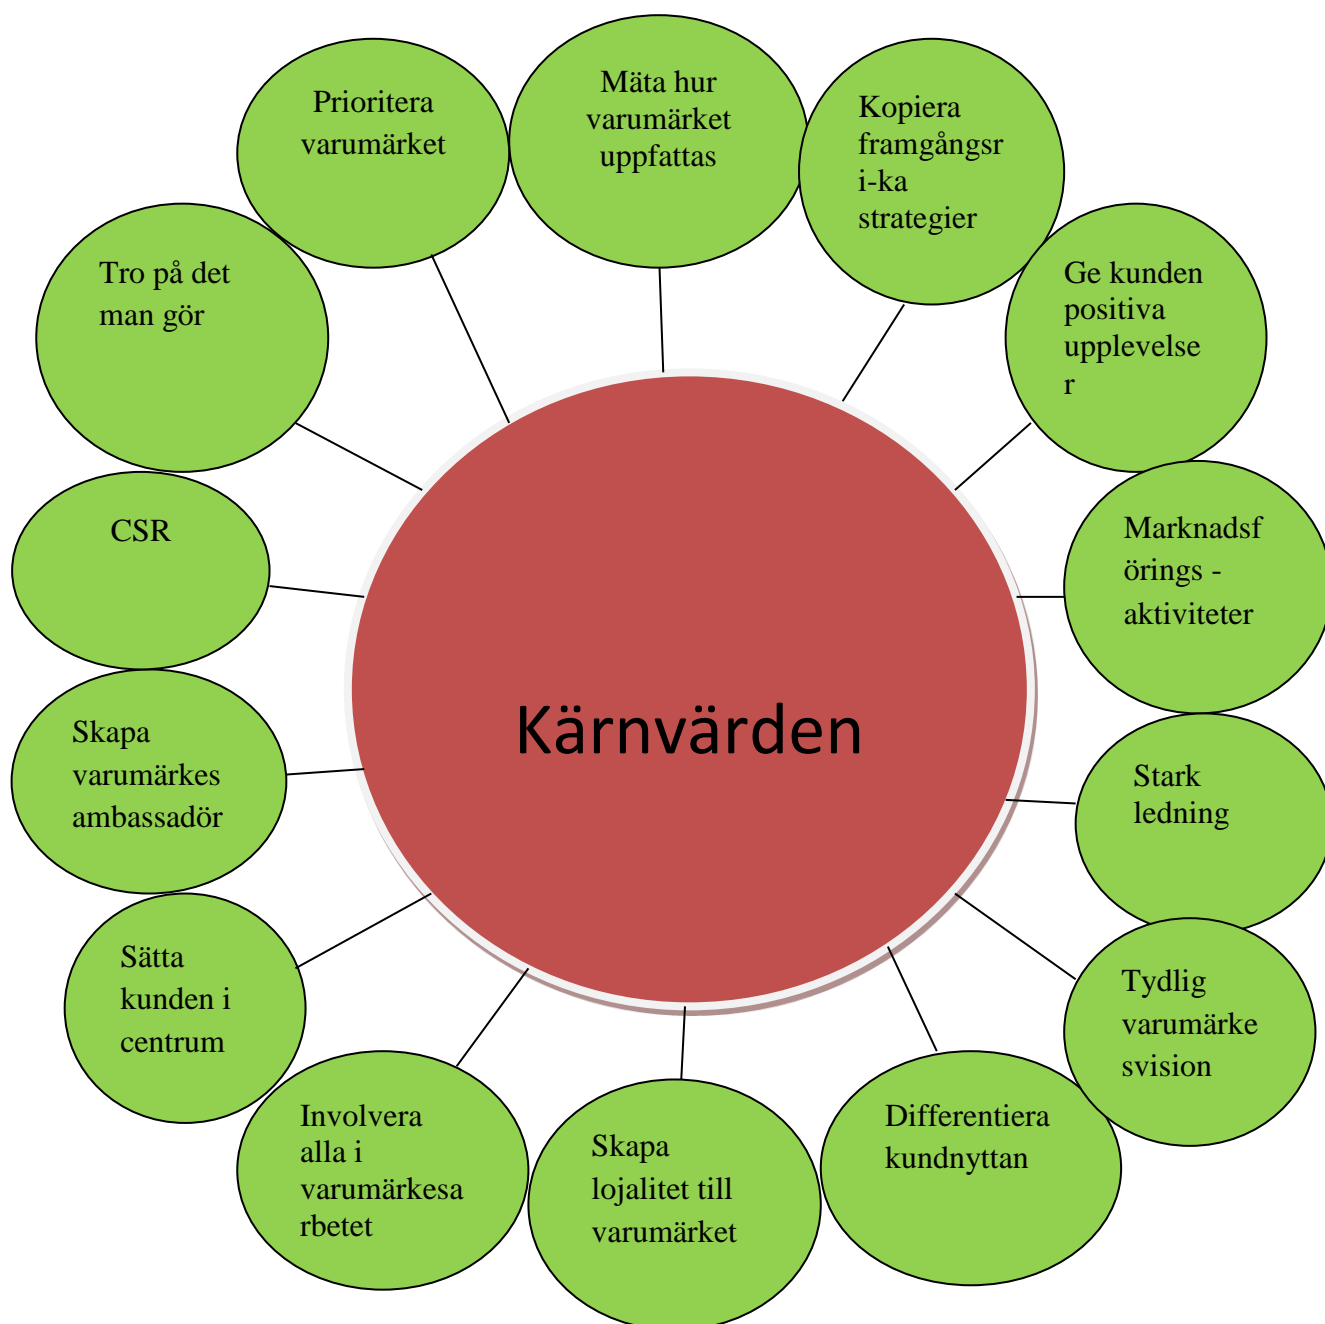 Prioritera
varumärket
Mäta hur
varumärket
uppfattas
Kopiera
framgångsr
i-ka
strategier
Ge kunden
positiva
upplevelse
r
Marknadsf
örings -
aktiviteter
Stark
ledning
Tydlig
varumärke
svision
Differentiera
kundnyttan
Skapa
lojalitet till
varumärket
Involvera
alla i
varumärkesa
rbetet
Sätta
kunden i
centrum
Skapa
varumärkes
ambassadör
CSR
Tro på det
man gör
Kärnvärden